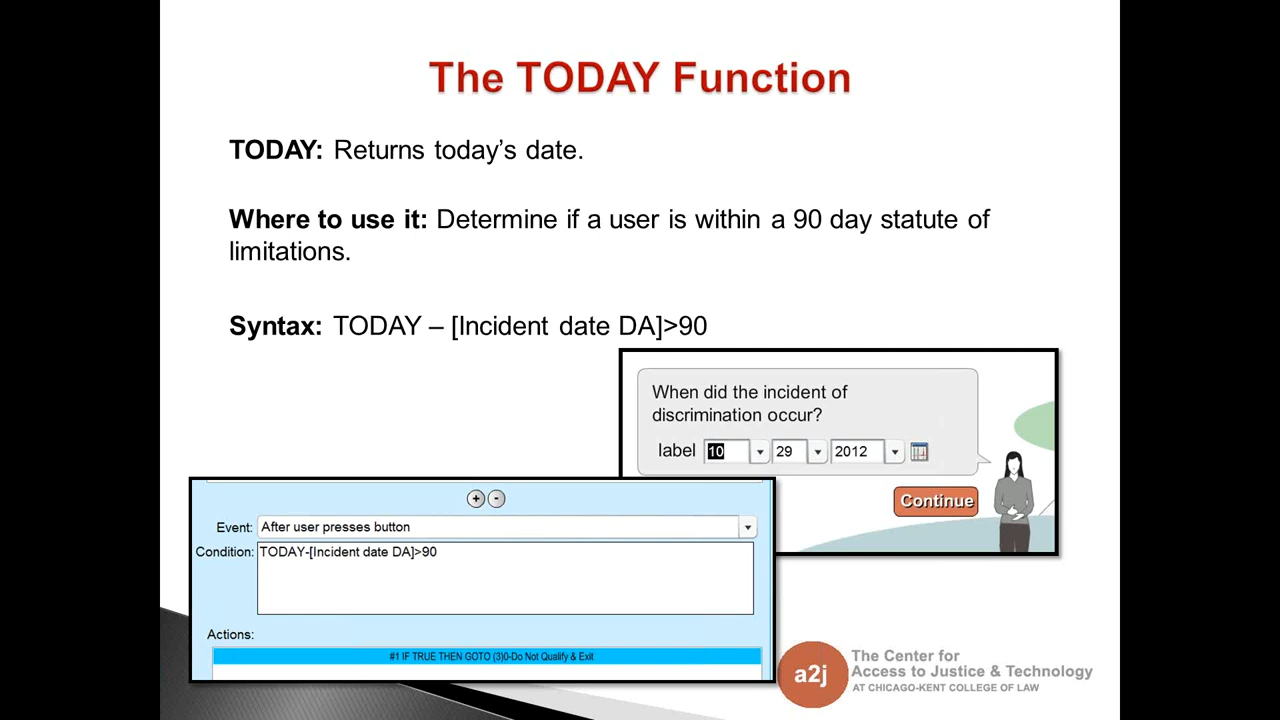 The TODAY Function
TODAY: Returns today’s date.
Where to use it: Determine if a user is within a 90 day statute of
limitations.
Syntax: TODAY – [Incident date DA]>90
When did the incident of
discrimination occur?
label 10 29 2012
Continue
+ -
Event: After user presses button
Condition: TODAY-[Incident date DA]>90
Actions:
#1 IF TRUE THEN GOTO (3)0-Do Not Qualify & Exit
a2j
The Center for
Access to Justice & Technology
AT CHICAGO-KENT COLLEGE OF LAW